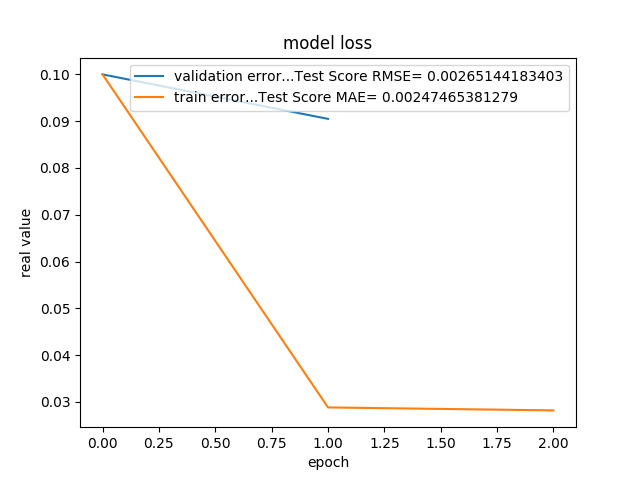 model loss
validation error...Test Score RMSE= 0.00265144183403
train error...Test Score MAE= 0.00247465381279
real value
0.10
0.09
0.08
0.07
0.06
0.05
0.04
0.03
0.00 0.25 0.50 0.75 1.00 1.25 1.50 1.75 2.00
epoch